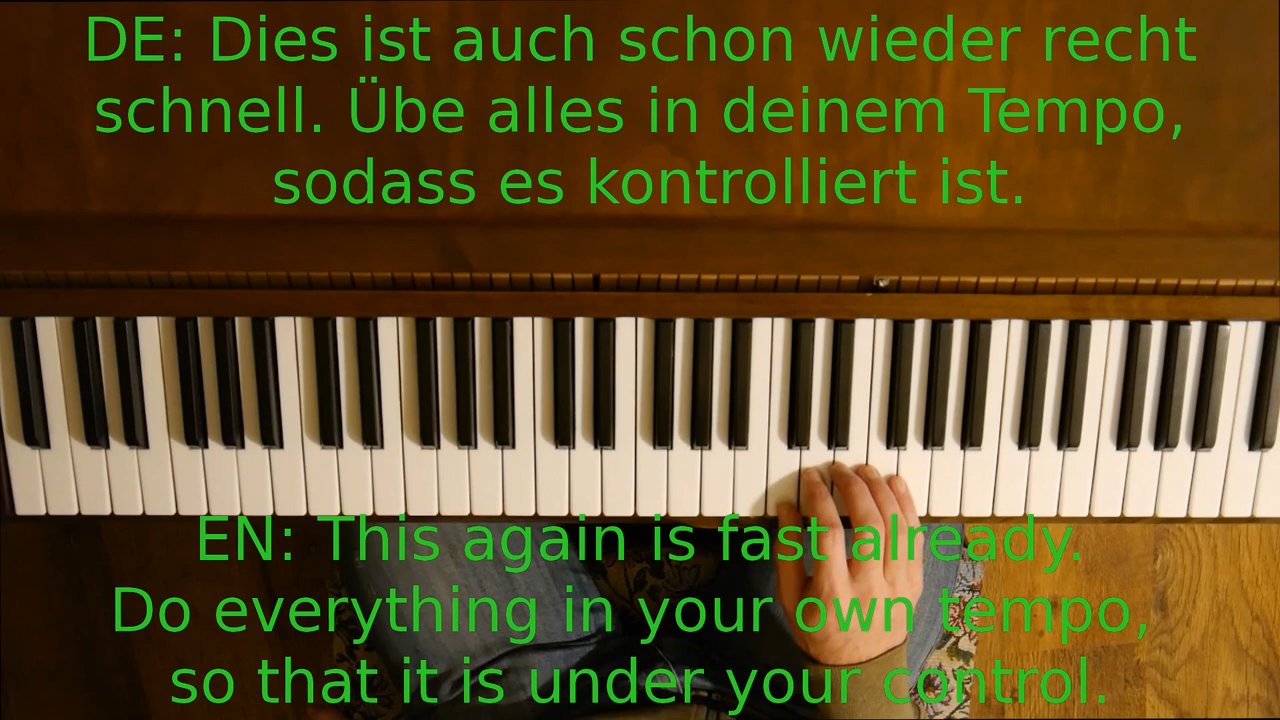 DE: Dies ist auch schon wieder recht
schnell. Übe alles in deinem Tempo,
sodass es kontrolliert ist.
EN: This again is fast already.
Do everything in your own tempo,
so that it is under your control.